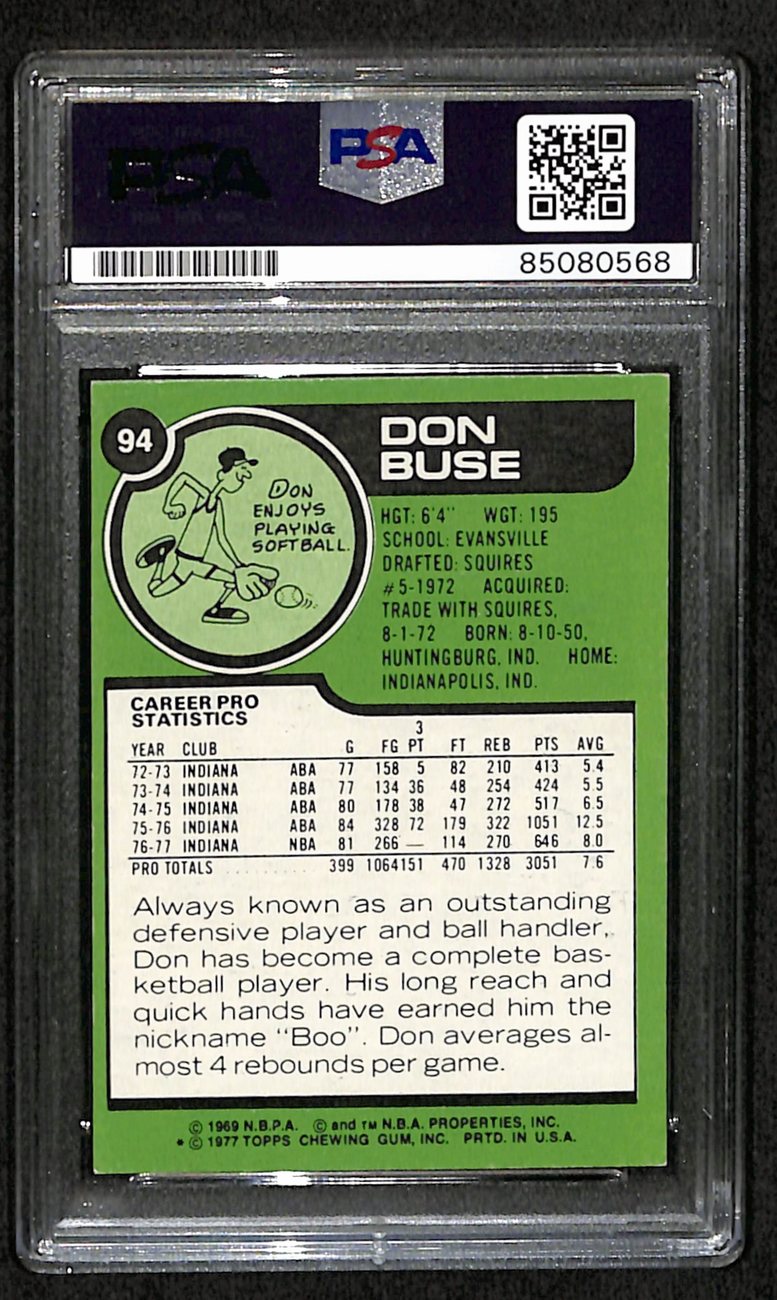 PSA PSA
85080568
94
DON
BUSE
DON
ENJOYS
PLAYING
SOFTBALL.
HGT: 6'4" WGT: 195
SCHOOL: EVANSVILLE
DRAFTED: SQUIRES
#5-1972 ACQUIRED:
TRADE WITH SQUIRES,
8-1-72 BORN: 8-10-50,
HUNTINGBURG, IND. HOME:
INDIANAPOLIS, IND.
CAREER PRO
STATISTICS
3
YEAR CLUB G FG PT FT REB PTS AVG
72-73 INDIANA ABA 77 158 5 82 210 413 5.4
73-74 INDIANA ABA 77 134 36 48 254 424 5.5
74-75 INDIANA ABA 80 178 38 47 272 517 6.5
75-76 INDIANA ABA 84 328 72 179 322 1051 12.5
76-77 INDIANA NBA 81 266 — 114 270 646 8.0
PRO TOTALS . . . . . . . . . . . 399 1064 151 470 1328 3051 7.6
Always known as an outstanding
defensive player and ball handler,
Don has become a complete bas-
ketball player. His long reach and
quick hands have earned him the
nickname "Boo". Don averages al-
most 4 rebounds per game.
© 1969 N.B.P.A. © and TM N.B.A. PROPERTIES, INC.
* © 1977 TOPPS CHEWING GUM, INC. PRTD. IN U.S.A.